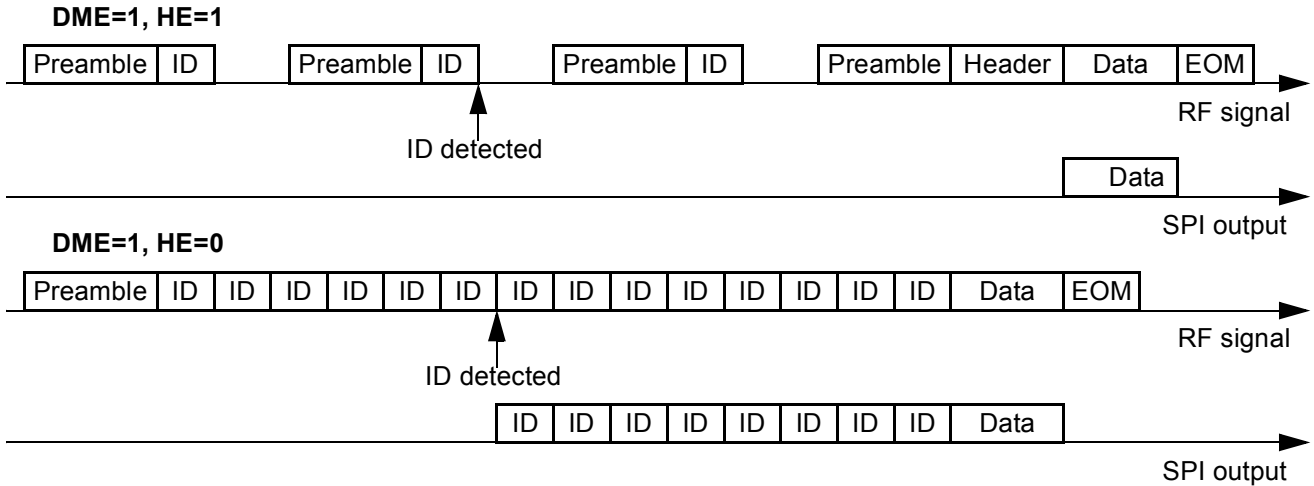 DME=1, HE=1
Preamble ID Preamble ID Preamble ID Preamble Header Data EOM
RF signal
ID detected
Data
SPI output
DME=1, HE=0
Preamble ID ID ID ID ID ID ID ID ID ID ID ID ID ID Data EOM
RF signal
ID detected
ID ID ID ID ID ID ID ID Data
SPI output